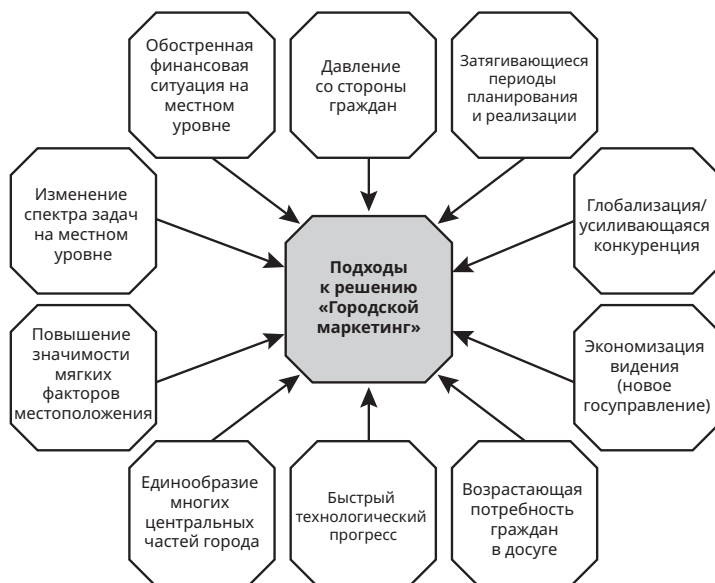 Обостренная
финансовая
ситуация на
местном
уровне
Давление
со стороны
граждан
Затягивающиеся
периоды
планирования
и реализации
Изменение
спектра задач
на местном
уровне
Глобализация/
усиливающаяся
конкуренция
Подходы
к решению
«Городской
маркетинг»
Повышение
значимости
мягких
факторов
местоположения
Экономизация
видения
(новое
госуправление)
Единообразие
многих
центральных
частей города
Быстрый
технологический
прогресс
Возрастающая
потребность
граждан
в досуге